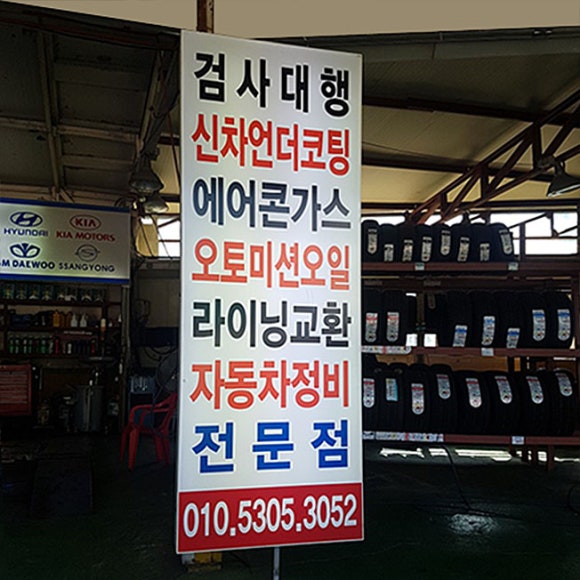 검사대행
신차언더코팅
에어콘가스
오토미션오일
라이닝교환
자동차정비
전문점
010.5305.3052
HYUNDAI
KIA
KIA MOTORS
M DAEWOO
SSANGYONG